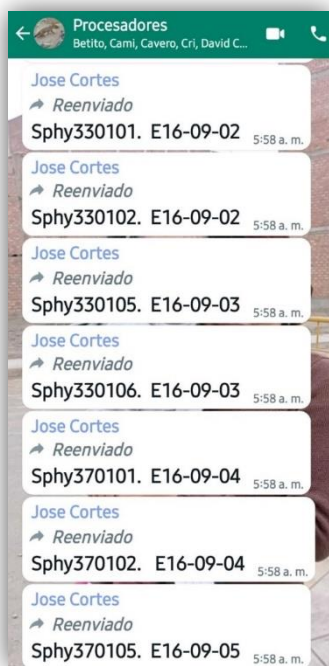 Procesadores
Betito, Cami, Cavero, Cri, David C...
Jose Cortes
Reenviado
Sphy330101. E16-09-02 5:58 a. m.
Jose Cortes
Reenviado
Sphy330102. E16-09-02 5:58 a. m.
Jose Cortes
Reenviado
Sphy330105. E16-09-03 5:58 a. m.
Jose Cortes
Reenviado
Sphy330106. E16-09-03 5:58 a. m.
Jose Cortes
Reenviado
Sphy370101. E16-09-04 5:58 a. m.
Jose Cortes
Reenviado
Sphy370102. E16-09-04 5:58 a. m.
Jose Cortes
Reenviado
Sphy370105. E16-09-05 5:58 a. m.